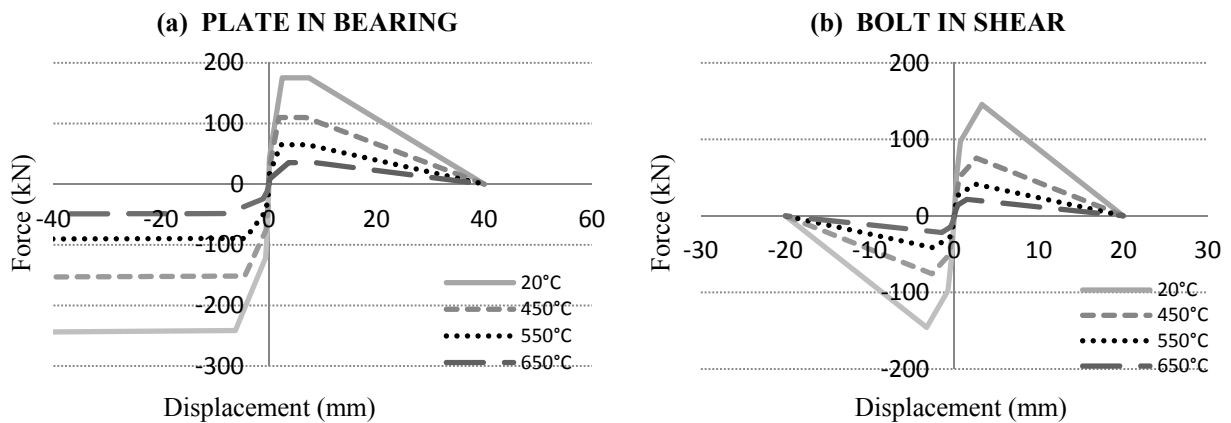 (a) PLATE IN BEARING
200
100
0
-100
-200
-300
-40
-20
0
20
40
60
Force (kN)
Displacement (mm)
20°C
450°C
550°C
650°C
(b) BOLT IN SHEAR
200
100
0
-100
-200
-30
-20
-10
0
10
20
30
Force (kN)
Displacement (mm)
20°C
450°C
550°C
650°C